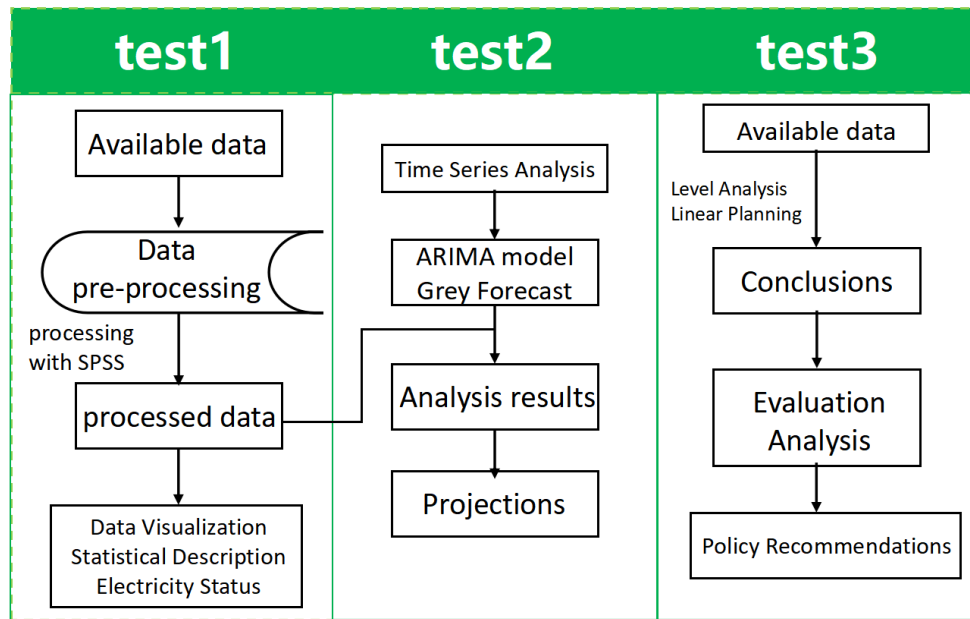 test1
test2
test3
Available data
Data
pre-processing
processing
with SPSS
processed data
Data Visualization
Statistical Description
Electricity Status
Time Series Analysis
ARIMA model
Grey Forecast
Analysis results
Projections
Available data
Level Analysis
Linear Planning
Conclusions
Evaluation
Analysis
Policy Recommendations